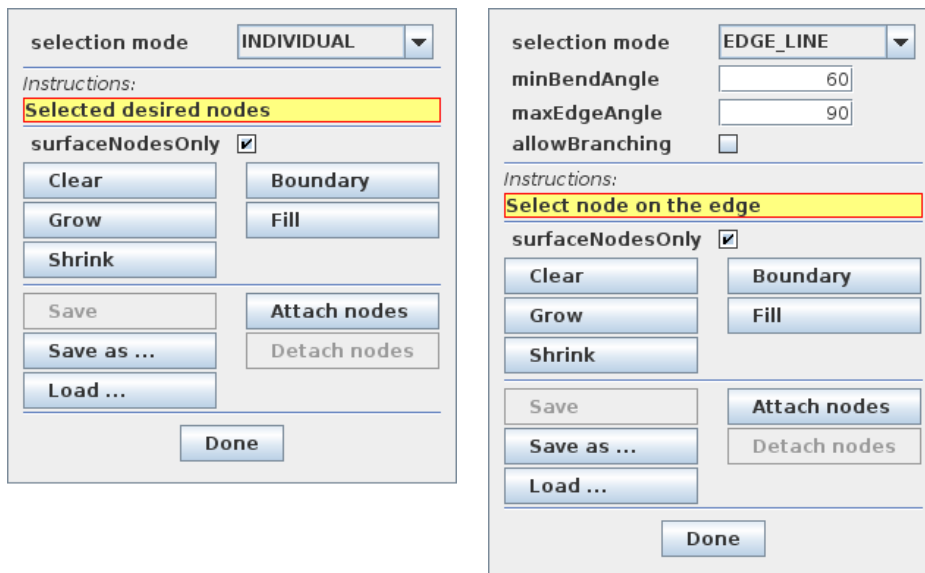 selection mode INDIVIDUAL
Instructions:
Selected desired nodes
surfaceNodesOnly
Clear Boundary
Grow Fill
Shrink
Save Attach nodes
Save as ... Detach nodes
Load ...
Done
selection mode EDGE_LINE
minBendAngle 60
maxEdgeAngle 90
allowBranching
Instructions:
Select node on the edge
surfaceNodesOnly
Clear Boundary
Grow Fill
Shrink
Save Attach nodes
Save as ... Detach nodes
Load ...
Done